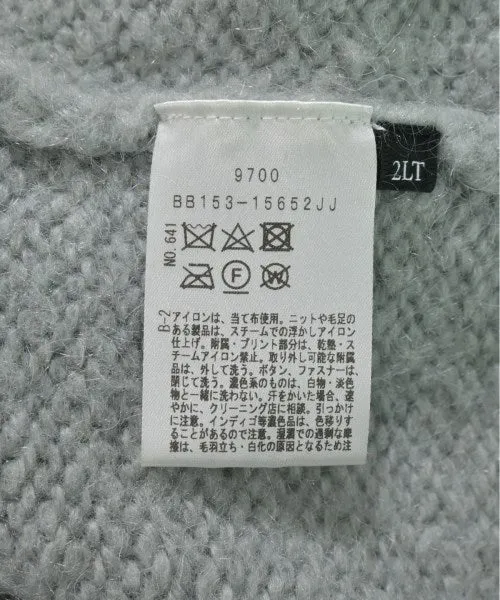 9700
BB153-15652JJ
NO.641
F
W
B-2
アイロンは、当て布使用。ニットや毛足の
ある製品は、スチームでの浮かしアイロン
仕上げ。附属・プリント部分は、乾熱・ス
チームアイロン禁止。取り外し可能な附属
品は、外して洗う。ボタン、ファスナーは
閉じて洗う。濃色系のものは、白物・淡色
物と一緒に洗わない。汗をかいた場合、速
やかに、クリーニング店に相談。引っかけ
に注意。インディゴ等濃色品は、色移りす
ることがあるので注意。湿潤での過剰な摩
擦は、毛羽立ち・白化の原因となるため注
2LT